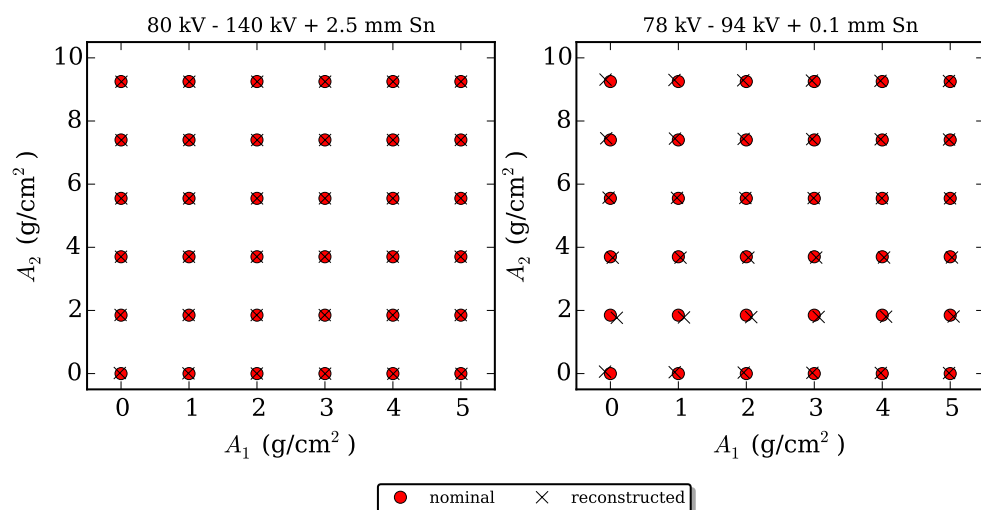 80 kV - 140 kV + 2.5 mm Sn
10
8
6
4
2
0
A₂ (g/cm²)
0 1 2 3 4 5
A₁ (g/cm²)
78 kV - 94 kV + 0.1 mm Sn
10
8
6
4
2
0
A₂ (g/cm²)
0 1 2 3 4 5
A₁ (g/cm²)
nominal reconstructed